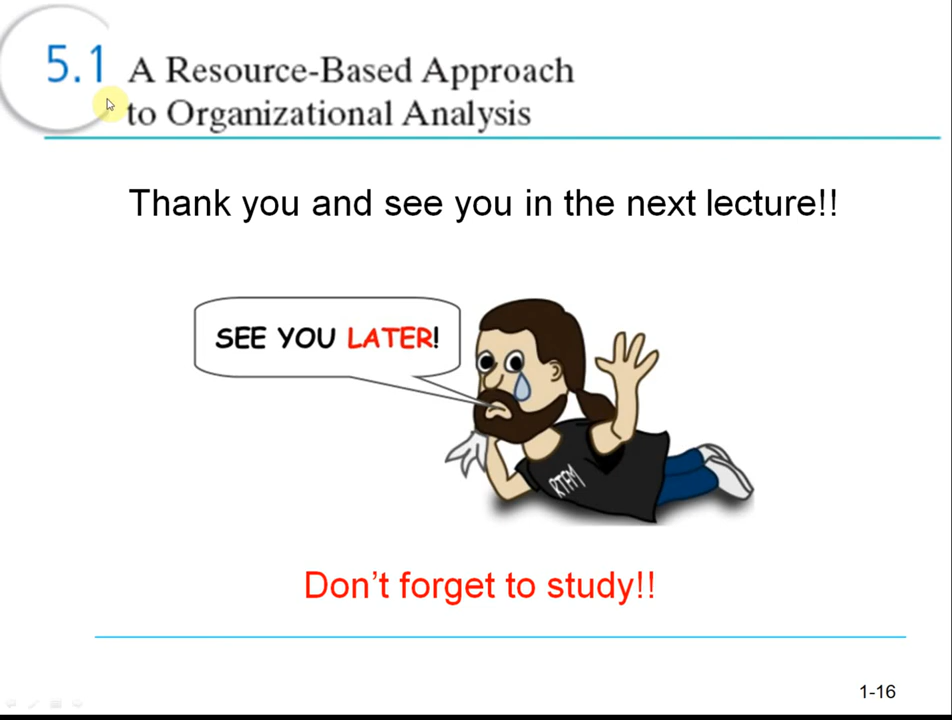 5.1 A Resource-Based Approach
to Organizational Analysis
Thank you and see you in the next lecture!!
SEE YOU LATER!
RTFM
Don't forget to study!!
1-16